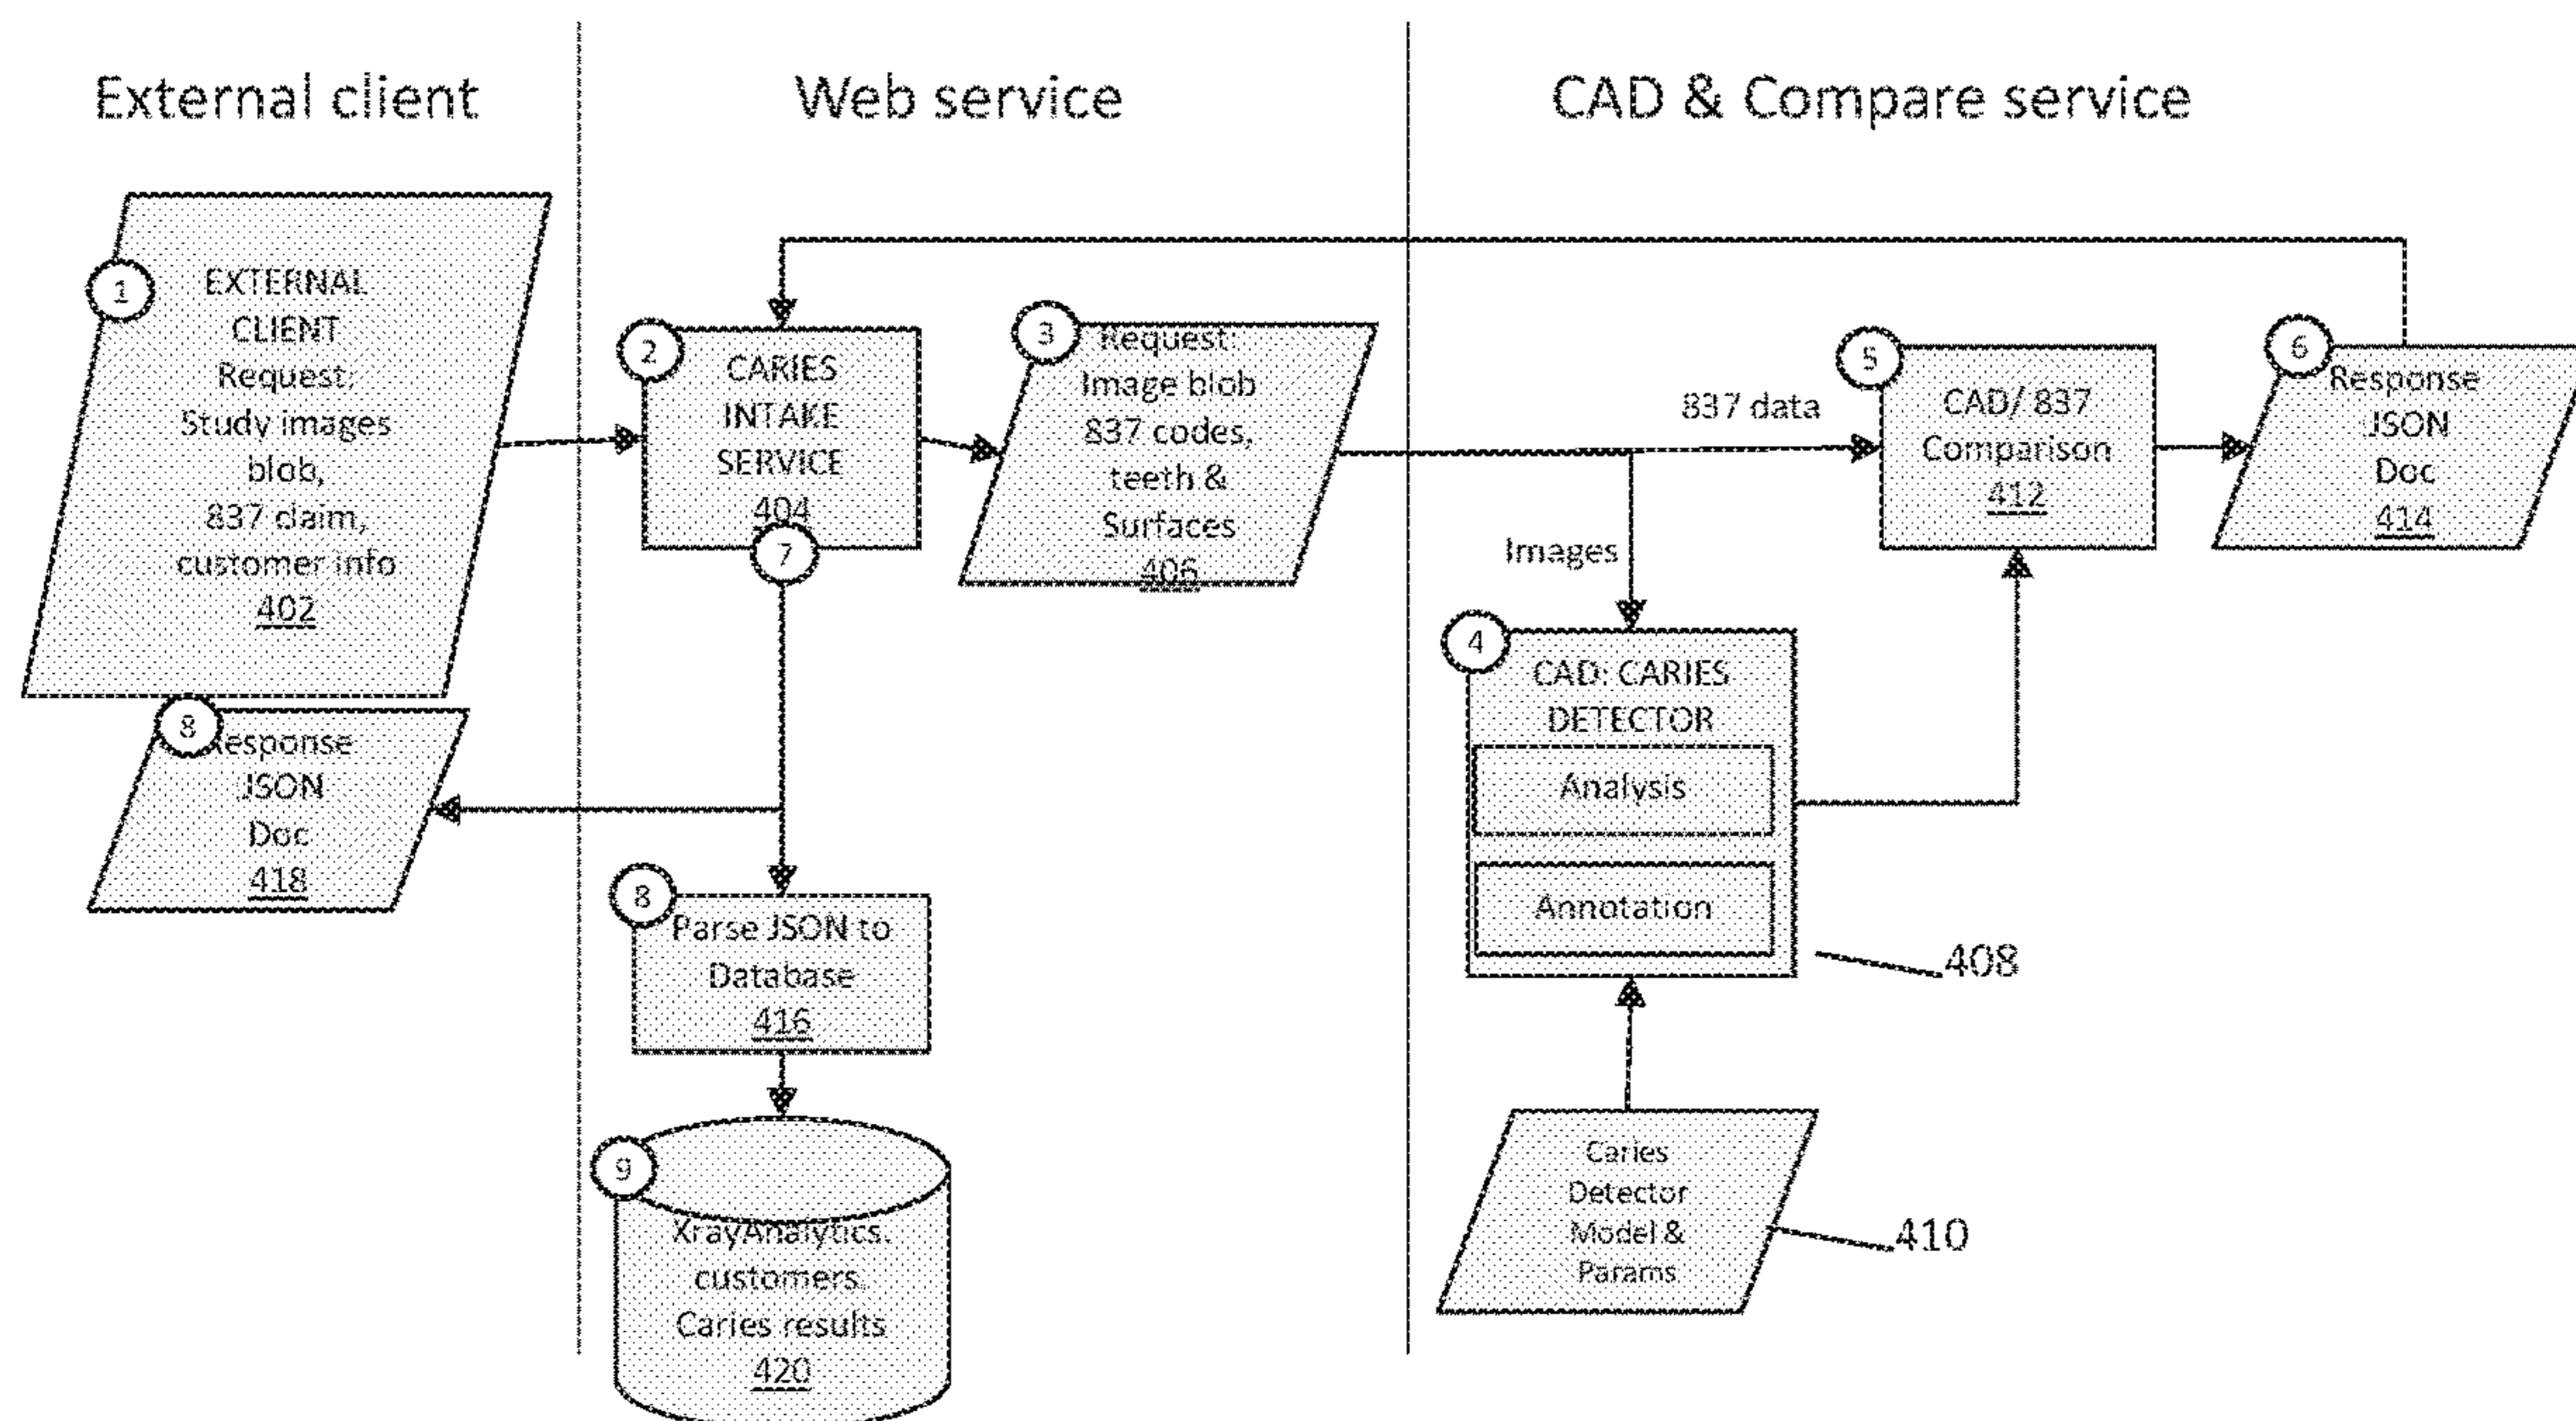 External client
Web service
CAD & Compare service
1
EXTERNAL
CLIENT
Request:
Study images
blob,
837 claim,
customer info
402
2
CARIES
INTAKE
SERVICE
404
7
3
Request:
Image blob
837 codes,
teeth &
Surfaces
406
837 data
Images
5
CAD/ 837
Comparison
412
6
Response
JSON
Doc
414
4
CAD: CARIES
DETECTOR
Analysis
Annotation
408
8
Response
JSON
Doc
418
8
Parse JSON to
Database
416
9
XrayAnalytics.
customers.
Caries results
420
Caries
Detector
Model &
Params
410